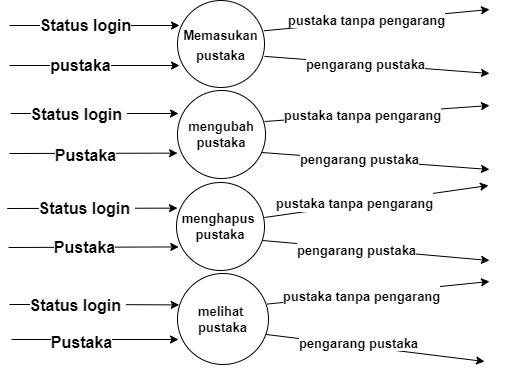 Status login
pustaka
Memasukan
pustaka
pustaka tanpa pengarang
pengarang pustaka
Status login
Pustaka
mengubah
pustaka
pustaka tanpa pengarang
pengarang pustaka
Status login
Pustaka
menghapus
pustaka
pustaka tanpa pengarang
pengarang pustaka
Status login
Pustaka
melihat
pustaka
pustaka tanpa pengarang
pengarang pustaka